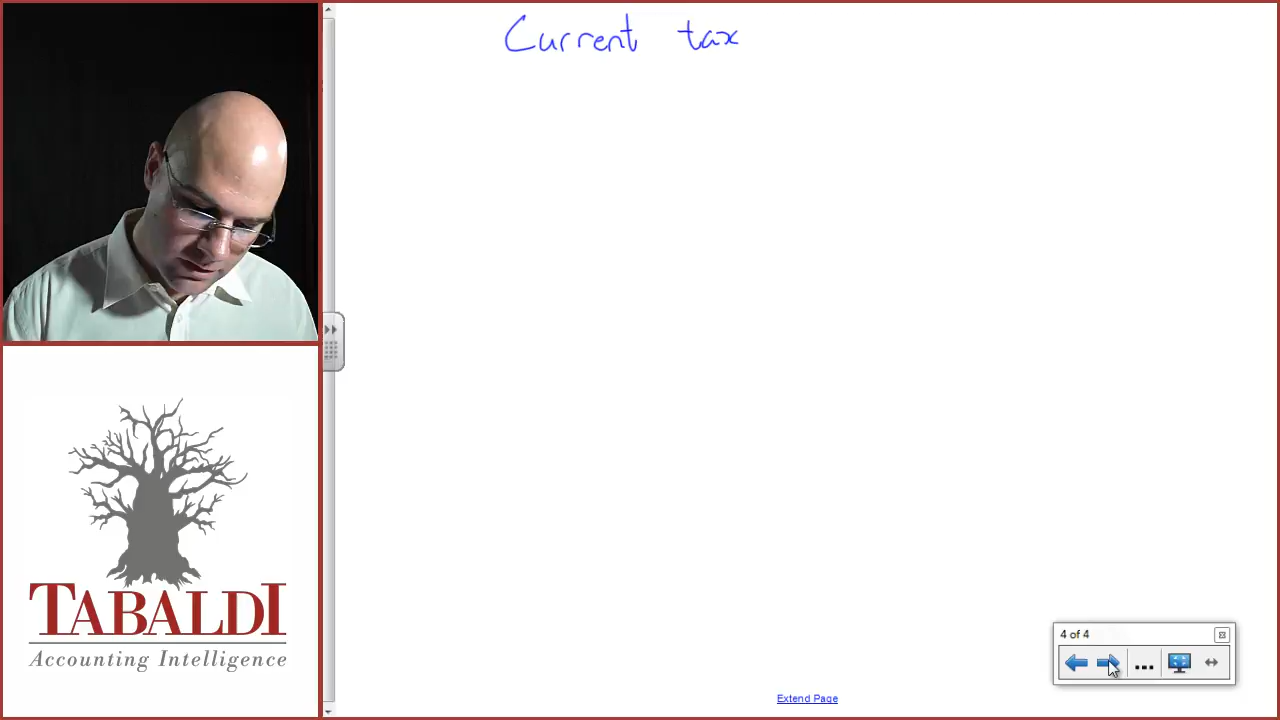 Current tax
TABALDI
Accounting Intelligence
4 of 4
...
Extend Page